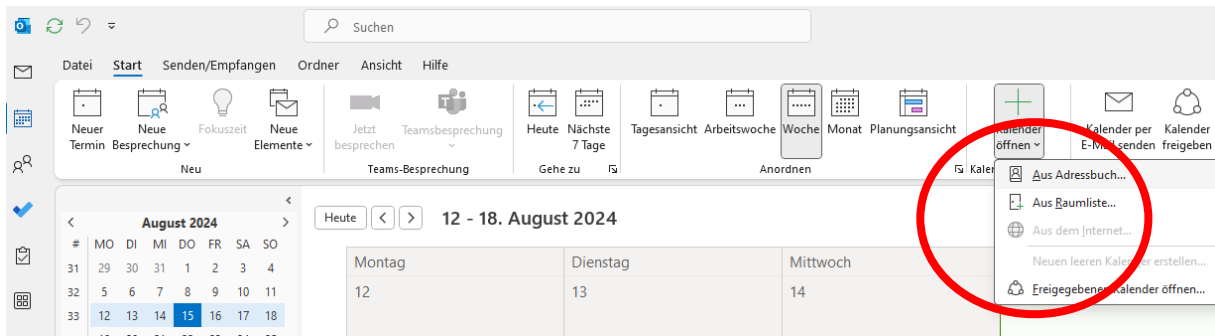 Suchen
Datei Start Senden/Empfangen Ordner Ansicht Hilfe
Neuer Termin
Neue Besprechung
Fokuszeit
Neue Elemente
Jetzt besprechen
Teamsbesprechung
Heute
Nächste 7 Tage
Tagesansicht
Arbeitswoche
Woche
Monat
Planungsansicht
Kalender öffnen
Kalender per E-Mail senden
Kalender freigeben
Neu
Teams-Besprechung
Gehe zu
Anordnen
Kalen
Aus Adressbuch...
Aus Raumliste...
Aus dem Internet...
Neuen leeren Kalender erstellen...
Freigegebenen Kalender öffnen...
August 2024
# MO DI MI DO FR SA SO
31 29 30 31 1 2 3 4
32 5 6 7 8 9 10 11
33 12 13 14 15 16 17 18
Heute
12 - 18. August 2024
Montag Dienstag Mittwoch
12 13 14